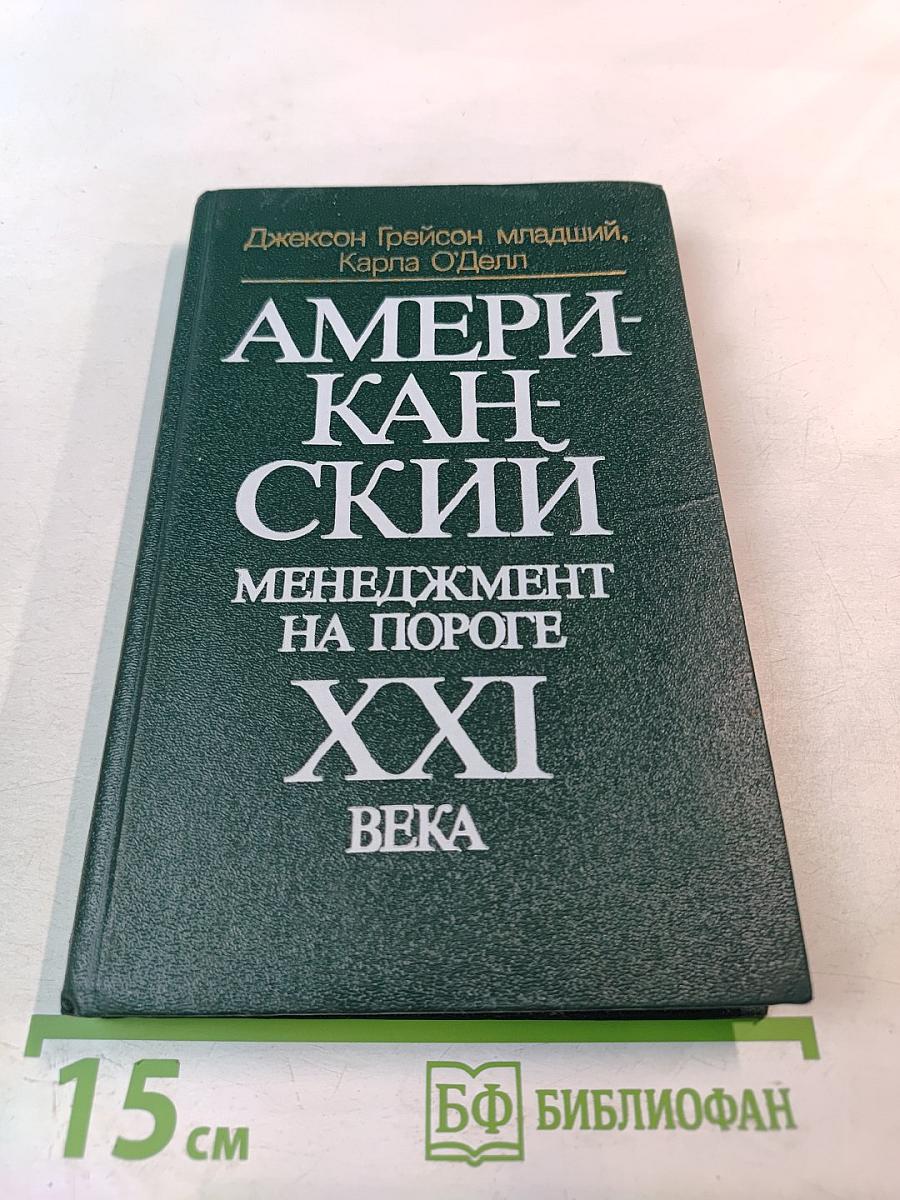 Джексон Грейсон младший,
Карла О'Делл
АМЕРИ-
КАН-
СКИЙ
МЕНЕДЖМЕНТ
НА ПОРОГЕ
XXI
ВЕКА
15 см
БФ БИБЛИОФАН